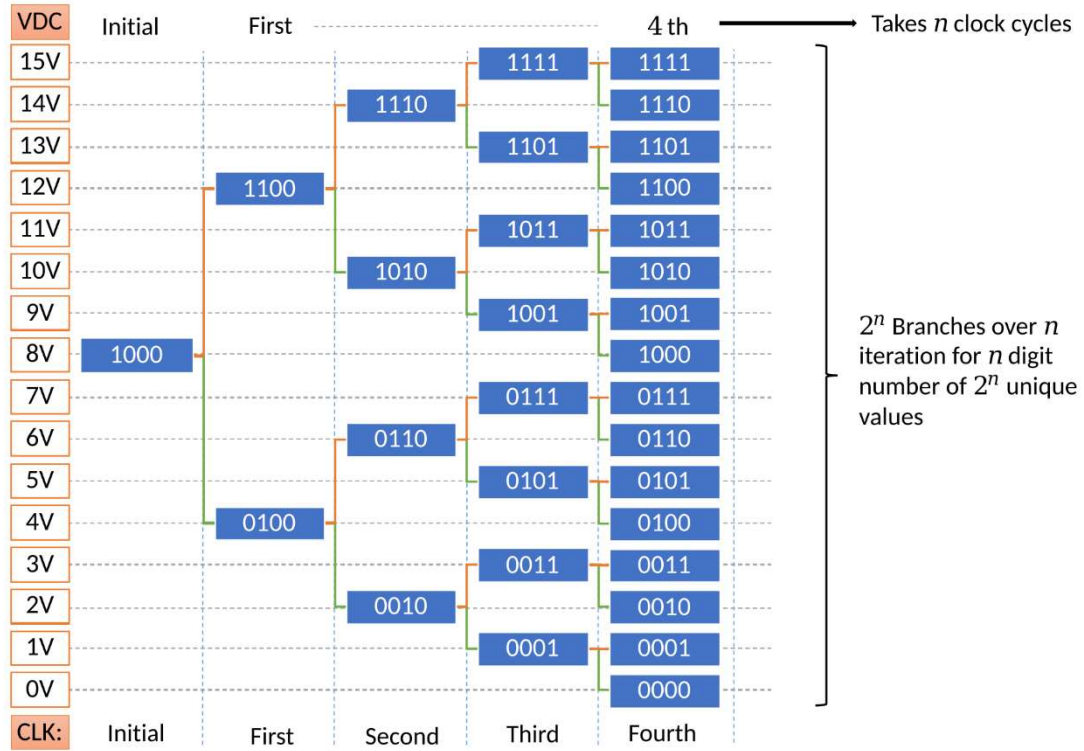 VDC Initial First 4 th Takes n clock cycles
15V 1111 1111
14V 1110 1110
13V 1101 1101
12V 1100 1100
11V 1011 1011
10V 1010 1010
9V 1001 1001
8V 1000 1000
7V 0111 0111
6V 0110 0110
5V 0101 0101
4V 0100 0100
3V 0011 0011
2V 0010 0010
1V 0001 0001
0V 0000
2ⁿ Branches over n
iteration for n digit
number of 2ⁿ unique
values
CLK: Initial First Second Third Fourth